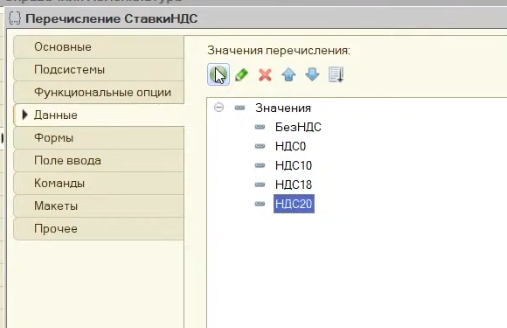 Перечисление СтавкиНДС
Основные
Подсистемы
Функциональные опции
Данные
Формы
Поле ввода
Команды
Макеты
Прочее
Значения перечисления:
Значения
БезНДС
НДС0
НДС10
НДС18
НДС20